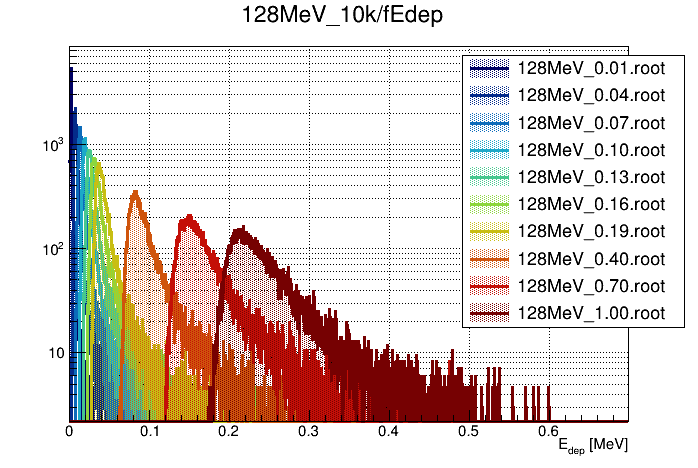 128MeV_10k/fEdep
128MeV_0.01.root
128MeV_0.04.root
128MeV_0.07.root
128MeV_0.10.root
128MeV_0.13.root
128MeV_0.16.root
128MeV_0.19.root
128MeV_0.40.root
128MeV_0.70.root
128MeV_1.00.root
10³
10²
10
0 0.1 0.2 0.3 0.4 0.5 0.6
E_dep [MeV]